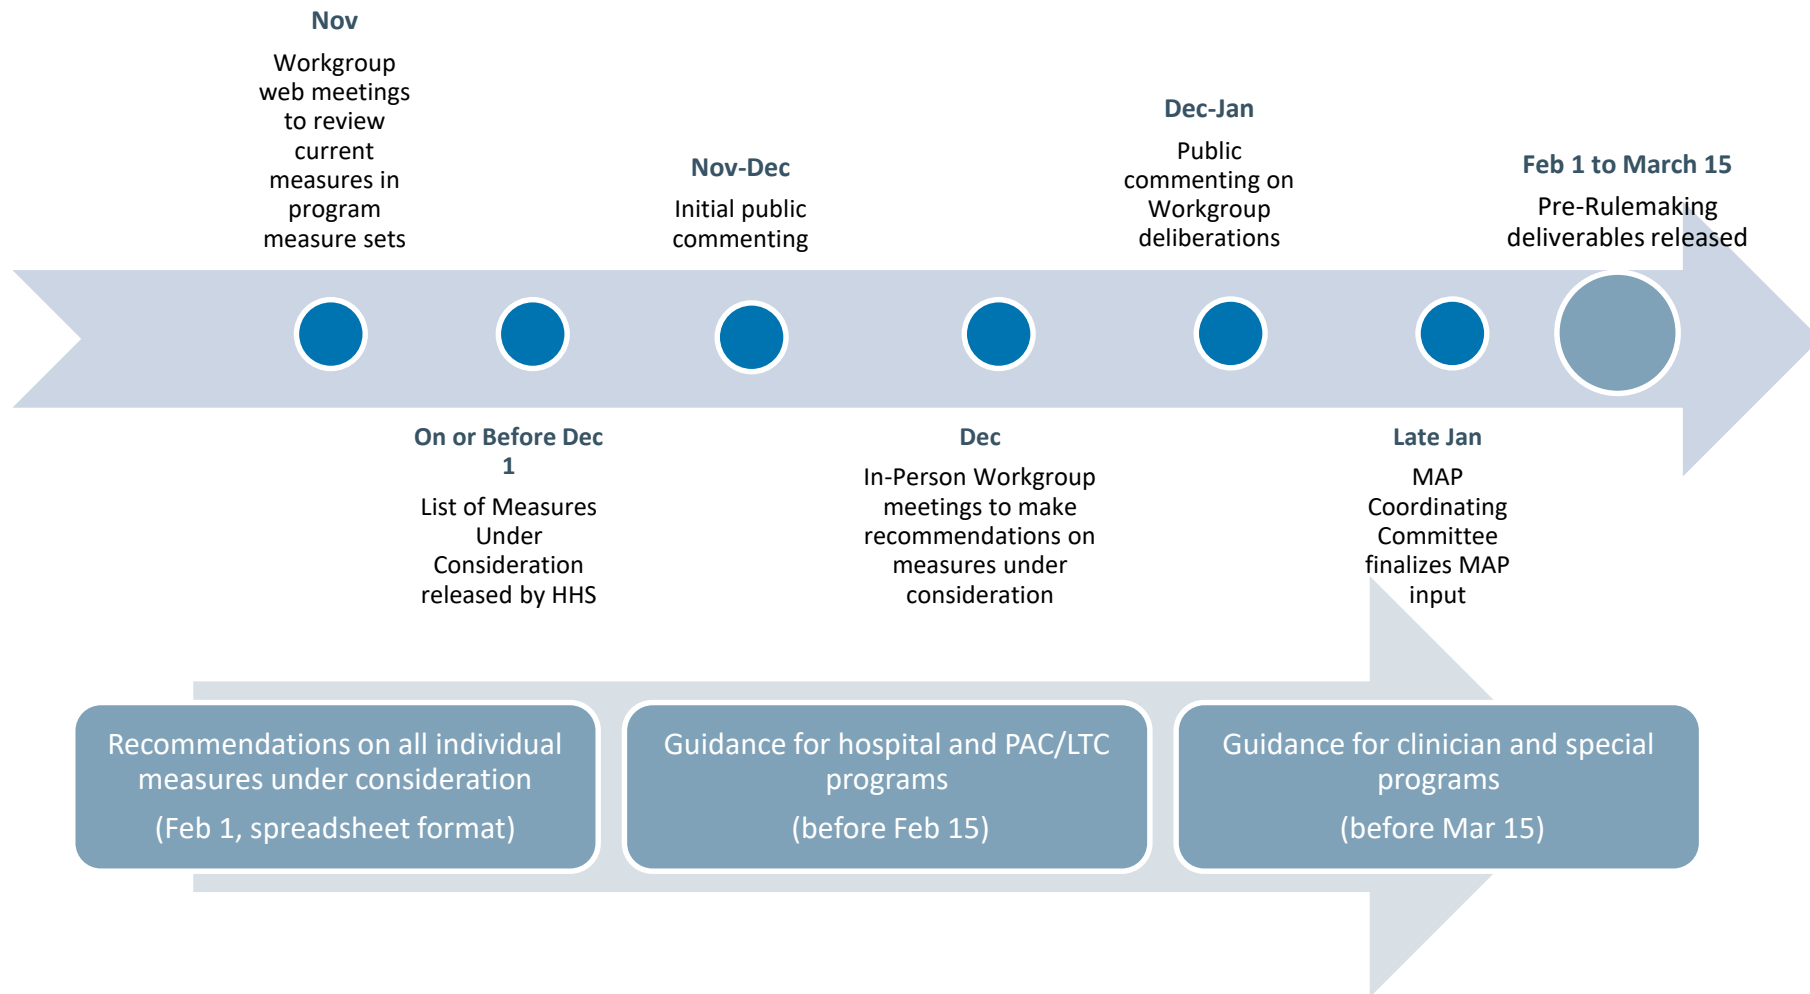 Nov
Workgroup
web meetings
to review
current
measures in
program
measure sets
On or Before Dec
1
List of Measures
Under
Consideration
released by HHS
Nov-Dec
Initial public
commenting
Dec
In-Person Workgroup
meetings to make
recommendations on
measures under
consideration
Dec-Jan
Public
commenting on
Workgroup
deliberations
Late Jan
MAP
Coordinating
Committee
finalizes MAP
input
Feb 1 to March 15
Pre-Rulemaking
deliverables released
Recommendations on all individual
measures under consideration
(Feb 1, spreadsheet format)
Guidance for hospital and PAC/LTC
programs
(before Feb 15)
Guidance for clinician and special
programs
(before Mar 15)